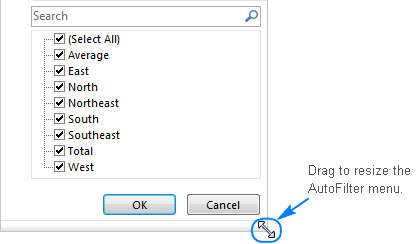 Search
(Select All)
Average
East
North
Northeast
South
Southeast
Total
West
OK Cancel
Drag to resize the
AutoFilter menu.